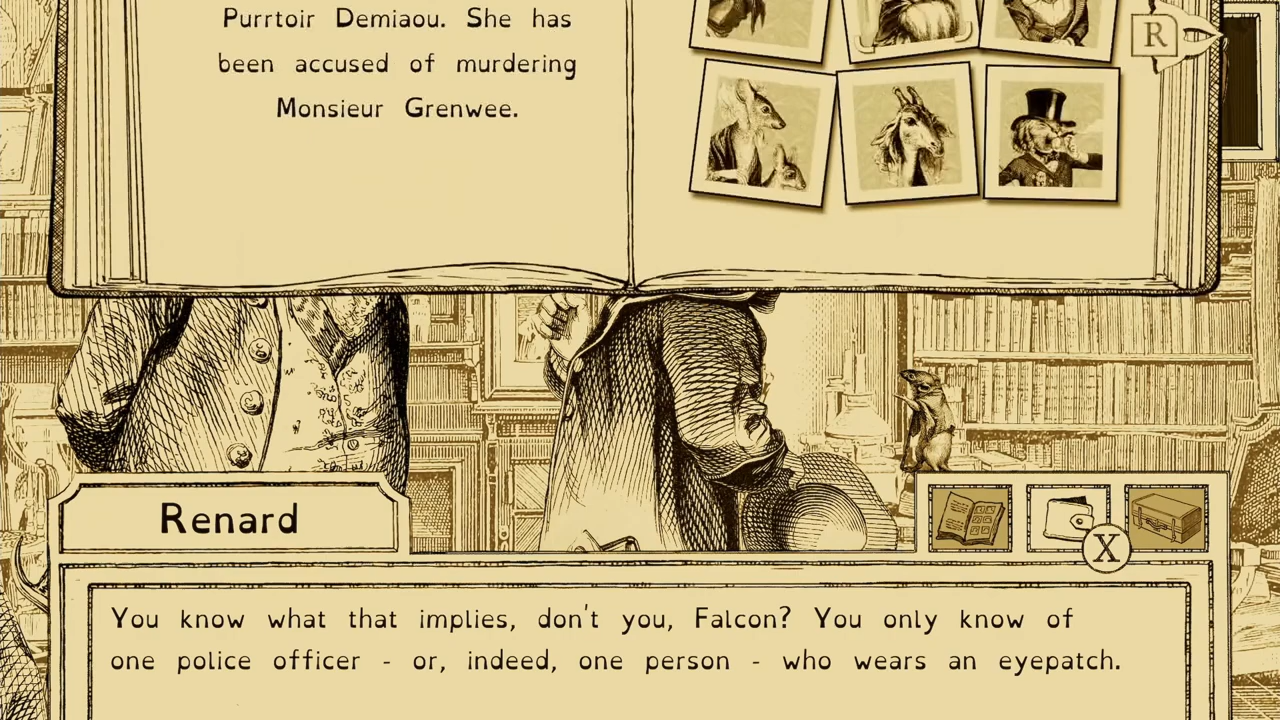 Purrtoir Demiaou. She has
been accused of murdering
Monsieur Grenwee.
R
Renard
X
You know what that implies, don't you, Falcon? You only know of
one police officer - or, indeed, one person - who wears an eyepatch.